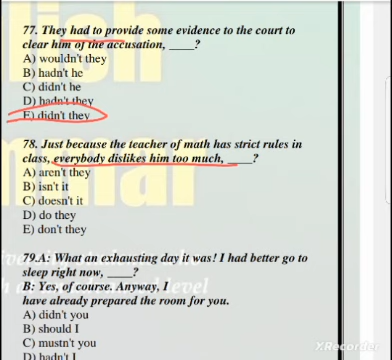 77. They had to provide some evidence to the court to
clear him of the accusation, ____?
A) wouldn't they
B) hadn't he
C) didn't he
D) hadn't they
E) didn't they
78. Just because the teacher of math has strict rules in
class, everybody dislikes him too much, ____?
A) aren't they
B) isn't it
C) doesn't it
D) do they
E) don't they
79.A: What an exhausting day it was! I had better go to
sleep right now, ____?
B: Yes, of course. Anyway, I
have already prepared the room for you.
A) didn't you
B) should I
C) mustn't you
D) hadn't I
XRecorder